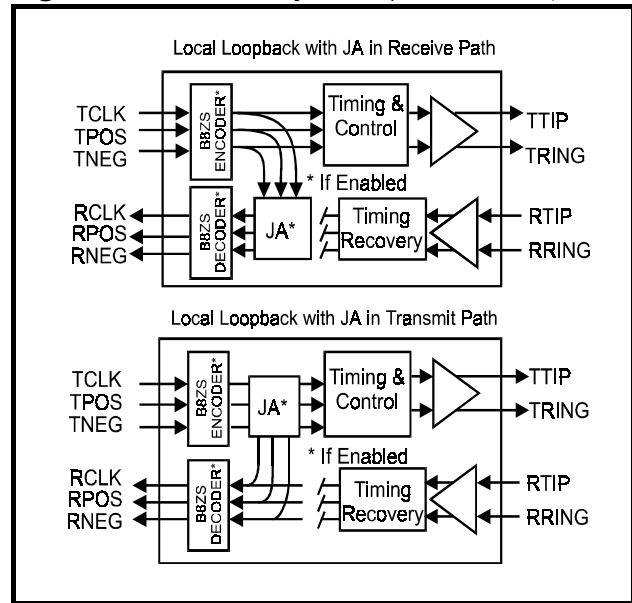 Local Loopback with JA in Receive Path
TCLK
TPOS
TNEG
B8ZS
ENCODER*
Timing &
Control
TTIP
TRING
* If Enabled
RCLK
RPOS
RNEG
B8ZS
DECODER*
JA*
Timing
Recovery
RTIP
RRING
Local Loopback with JA in Transmit Path
TCLK
TPOS
TNEG
B8ZS
ENCODER*
JA*
Timing &
Control
TTIP
TRING
* If Enabled
RCLK
RPOS
RNEG
B8ZS
DECODER*
Timing
Recovery
RTIP
RRING